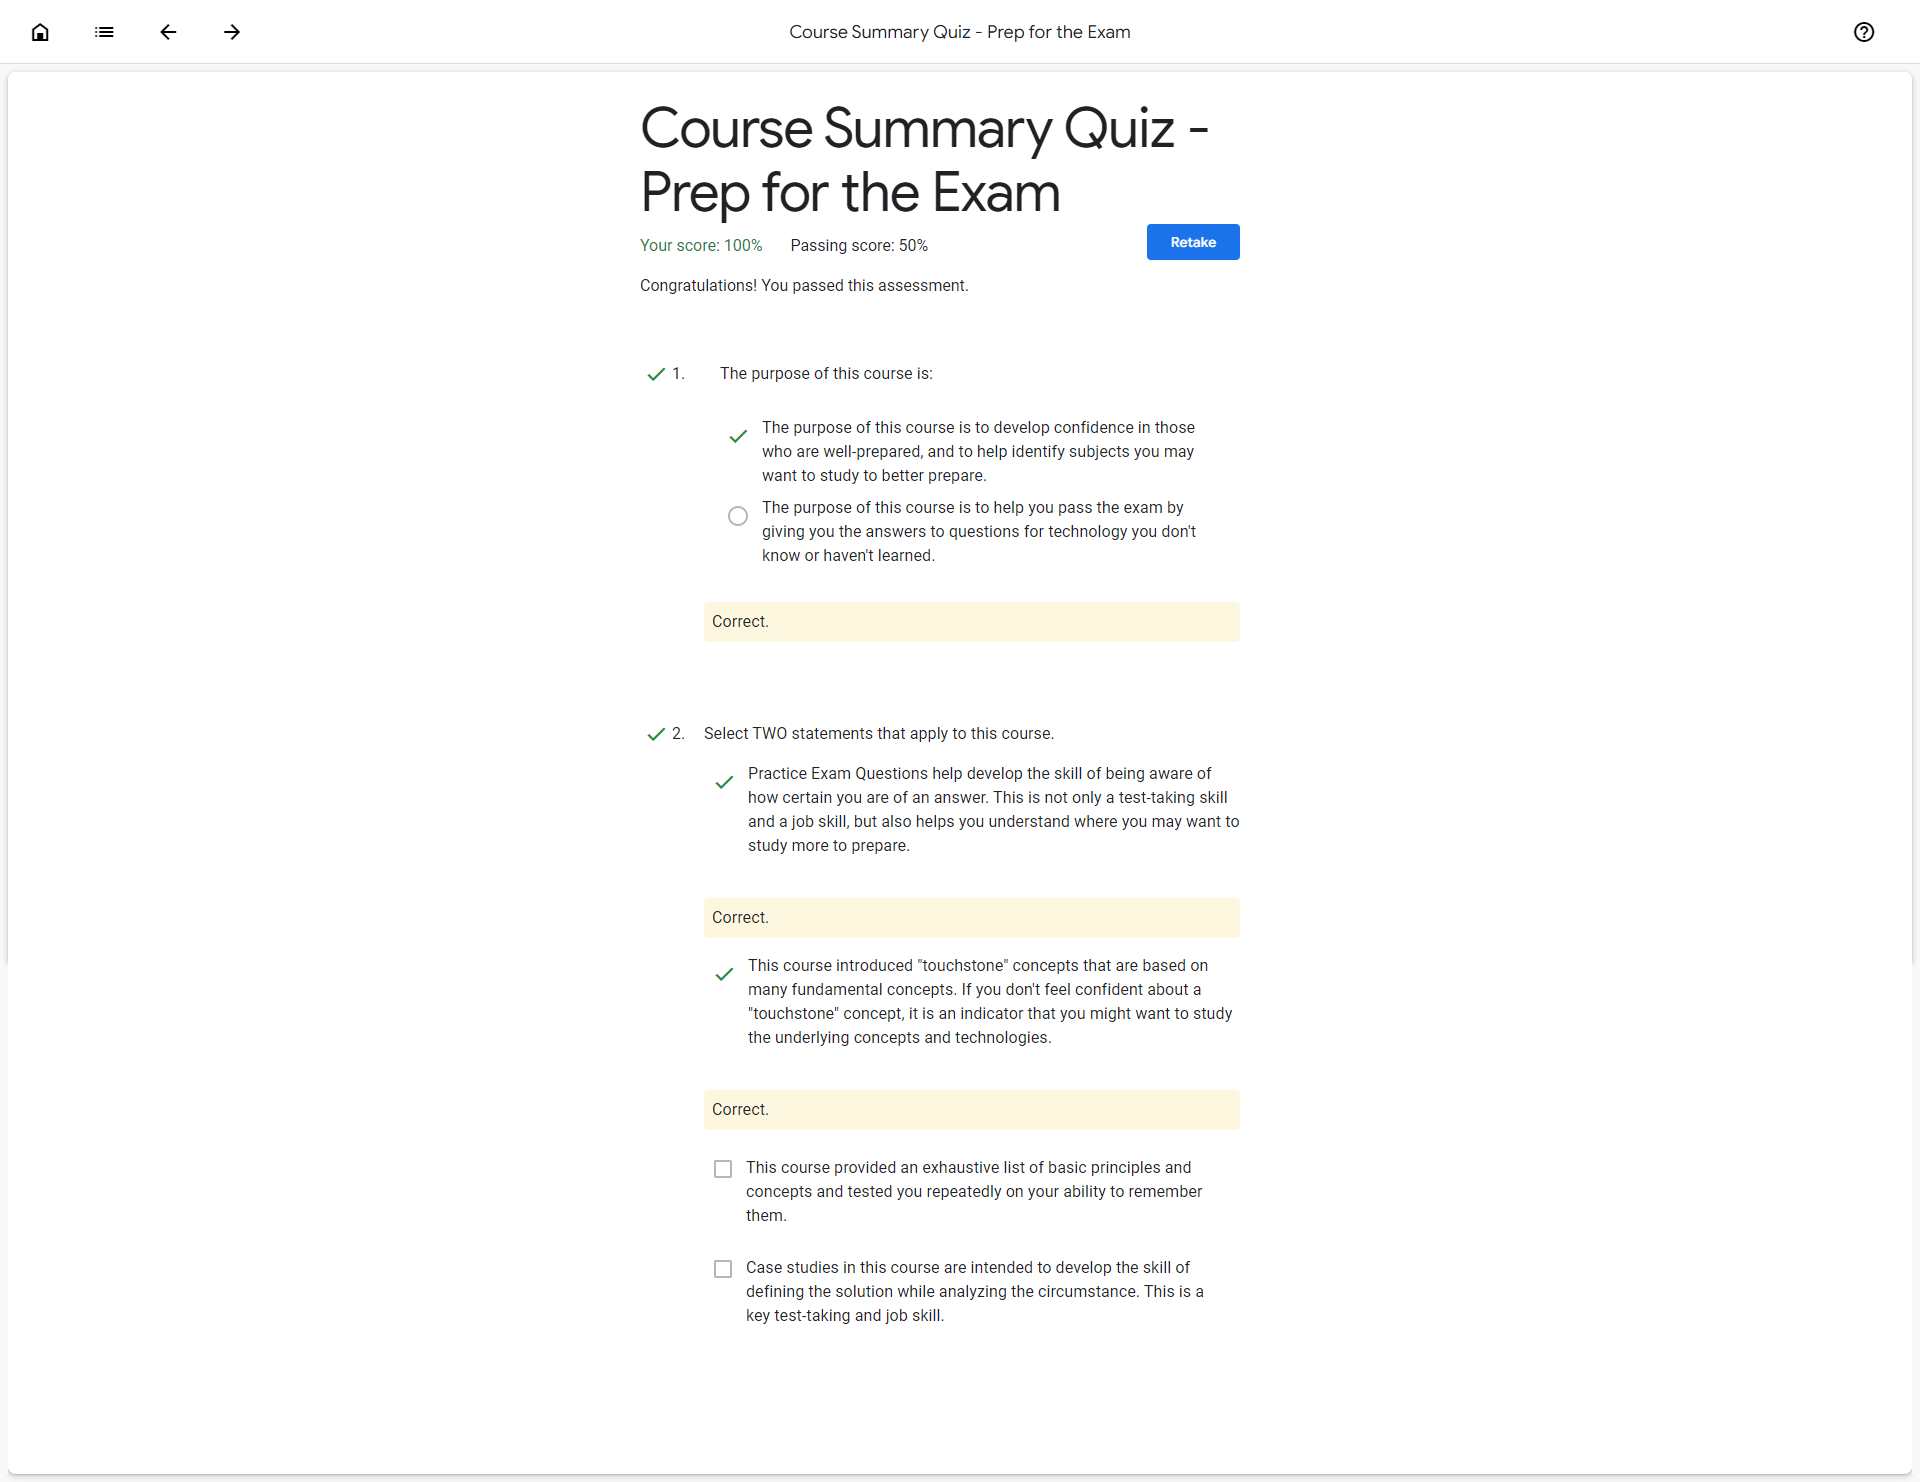 Course Summary Quiz - Prep for the Exam
Course Summary Quiz -
Prep for the Exam
Your score: 100% Passing score: 50%
Retake
Congratulations! You passed this assessment.
1. The purpose of this course is:
The purpose of this course is to develop confidence in those
who are well-prepared, and to help identify subjects you may
want to study to better prepare.
The purpose of this course is to help you pass the exam by
giving you the answers to questions for technology you don't
know or haven't learned.
Correct.
2. Select TWO statements that apply to this course.
Practice Exam Questions help develop the skill of being aware of
how certain you are of an answer. This is not only a test-taking skill
and a job skill, but also helps you understand where you may want to
study more to prepare.
Correct.
This course introduced "touchstone" concepts that are based on
many fundamental concepts. If you don't feel confident about a
"touchstone" concept, it is an indicator that you might want to study
the underlying concepts and technologies.
Correct.
This course provided an exhaustive list of basic principles and
concepts and tested you repeatedly on your ability to remember
them.
Case studies in this course are intended to develop the skill of
defining the solution while analyzing the circumstance. This is a
key test-taking and job skill.